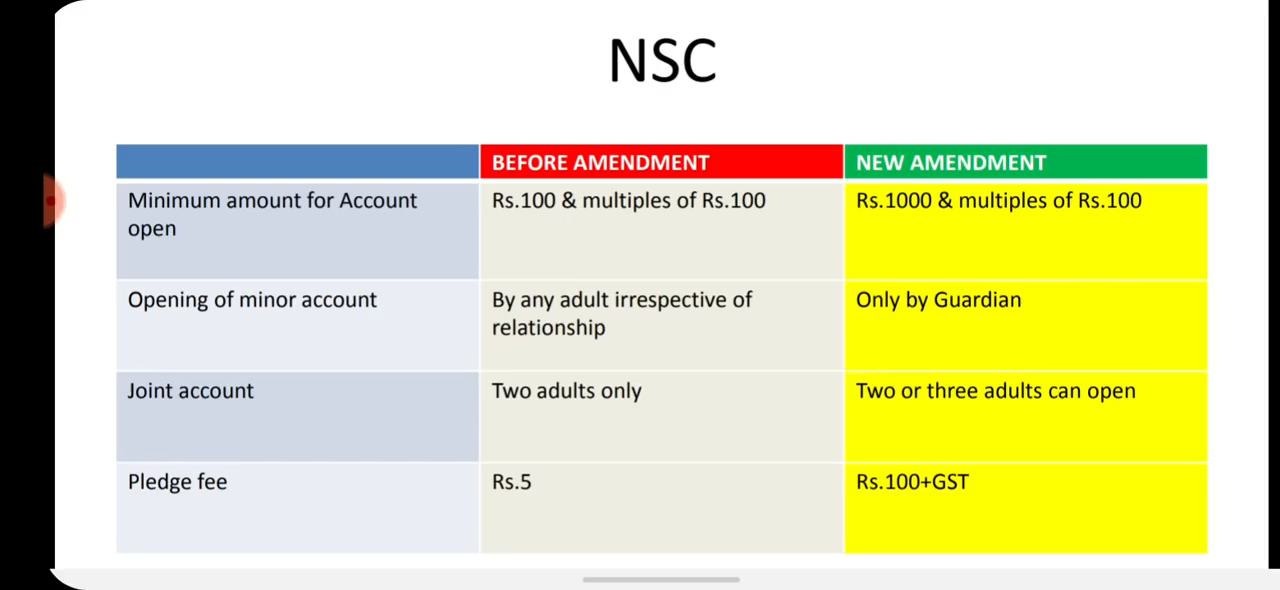 NSC
BEFORE AMENDMENT
NEW AMENDMENT
Minimum amount for Account
open
Rs.100 & multiples of Rs.100
Rs.1000 & multiples of Rs.100
Opening of minor account
By any adult irrespective of
relationship
Only by Guardian
Joint account
Two adults only
Two or three adults can open
Pledge fee
Rs.5
Rs.100+GST